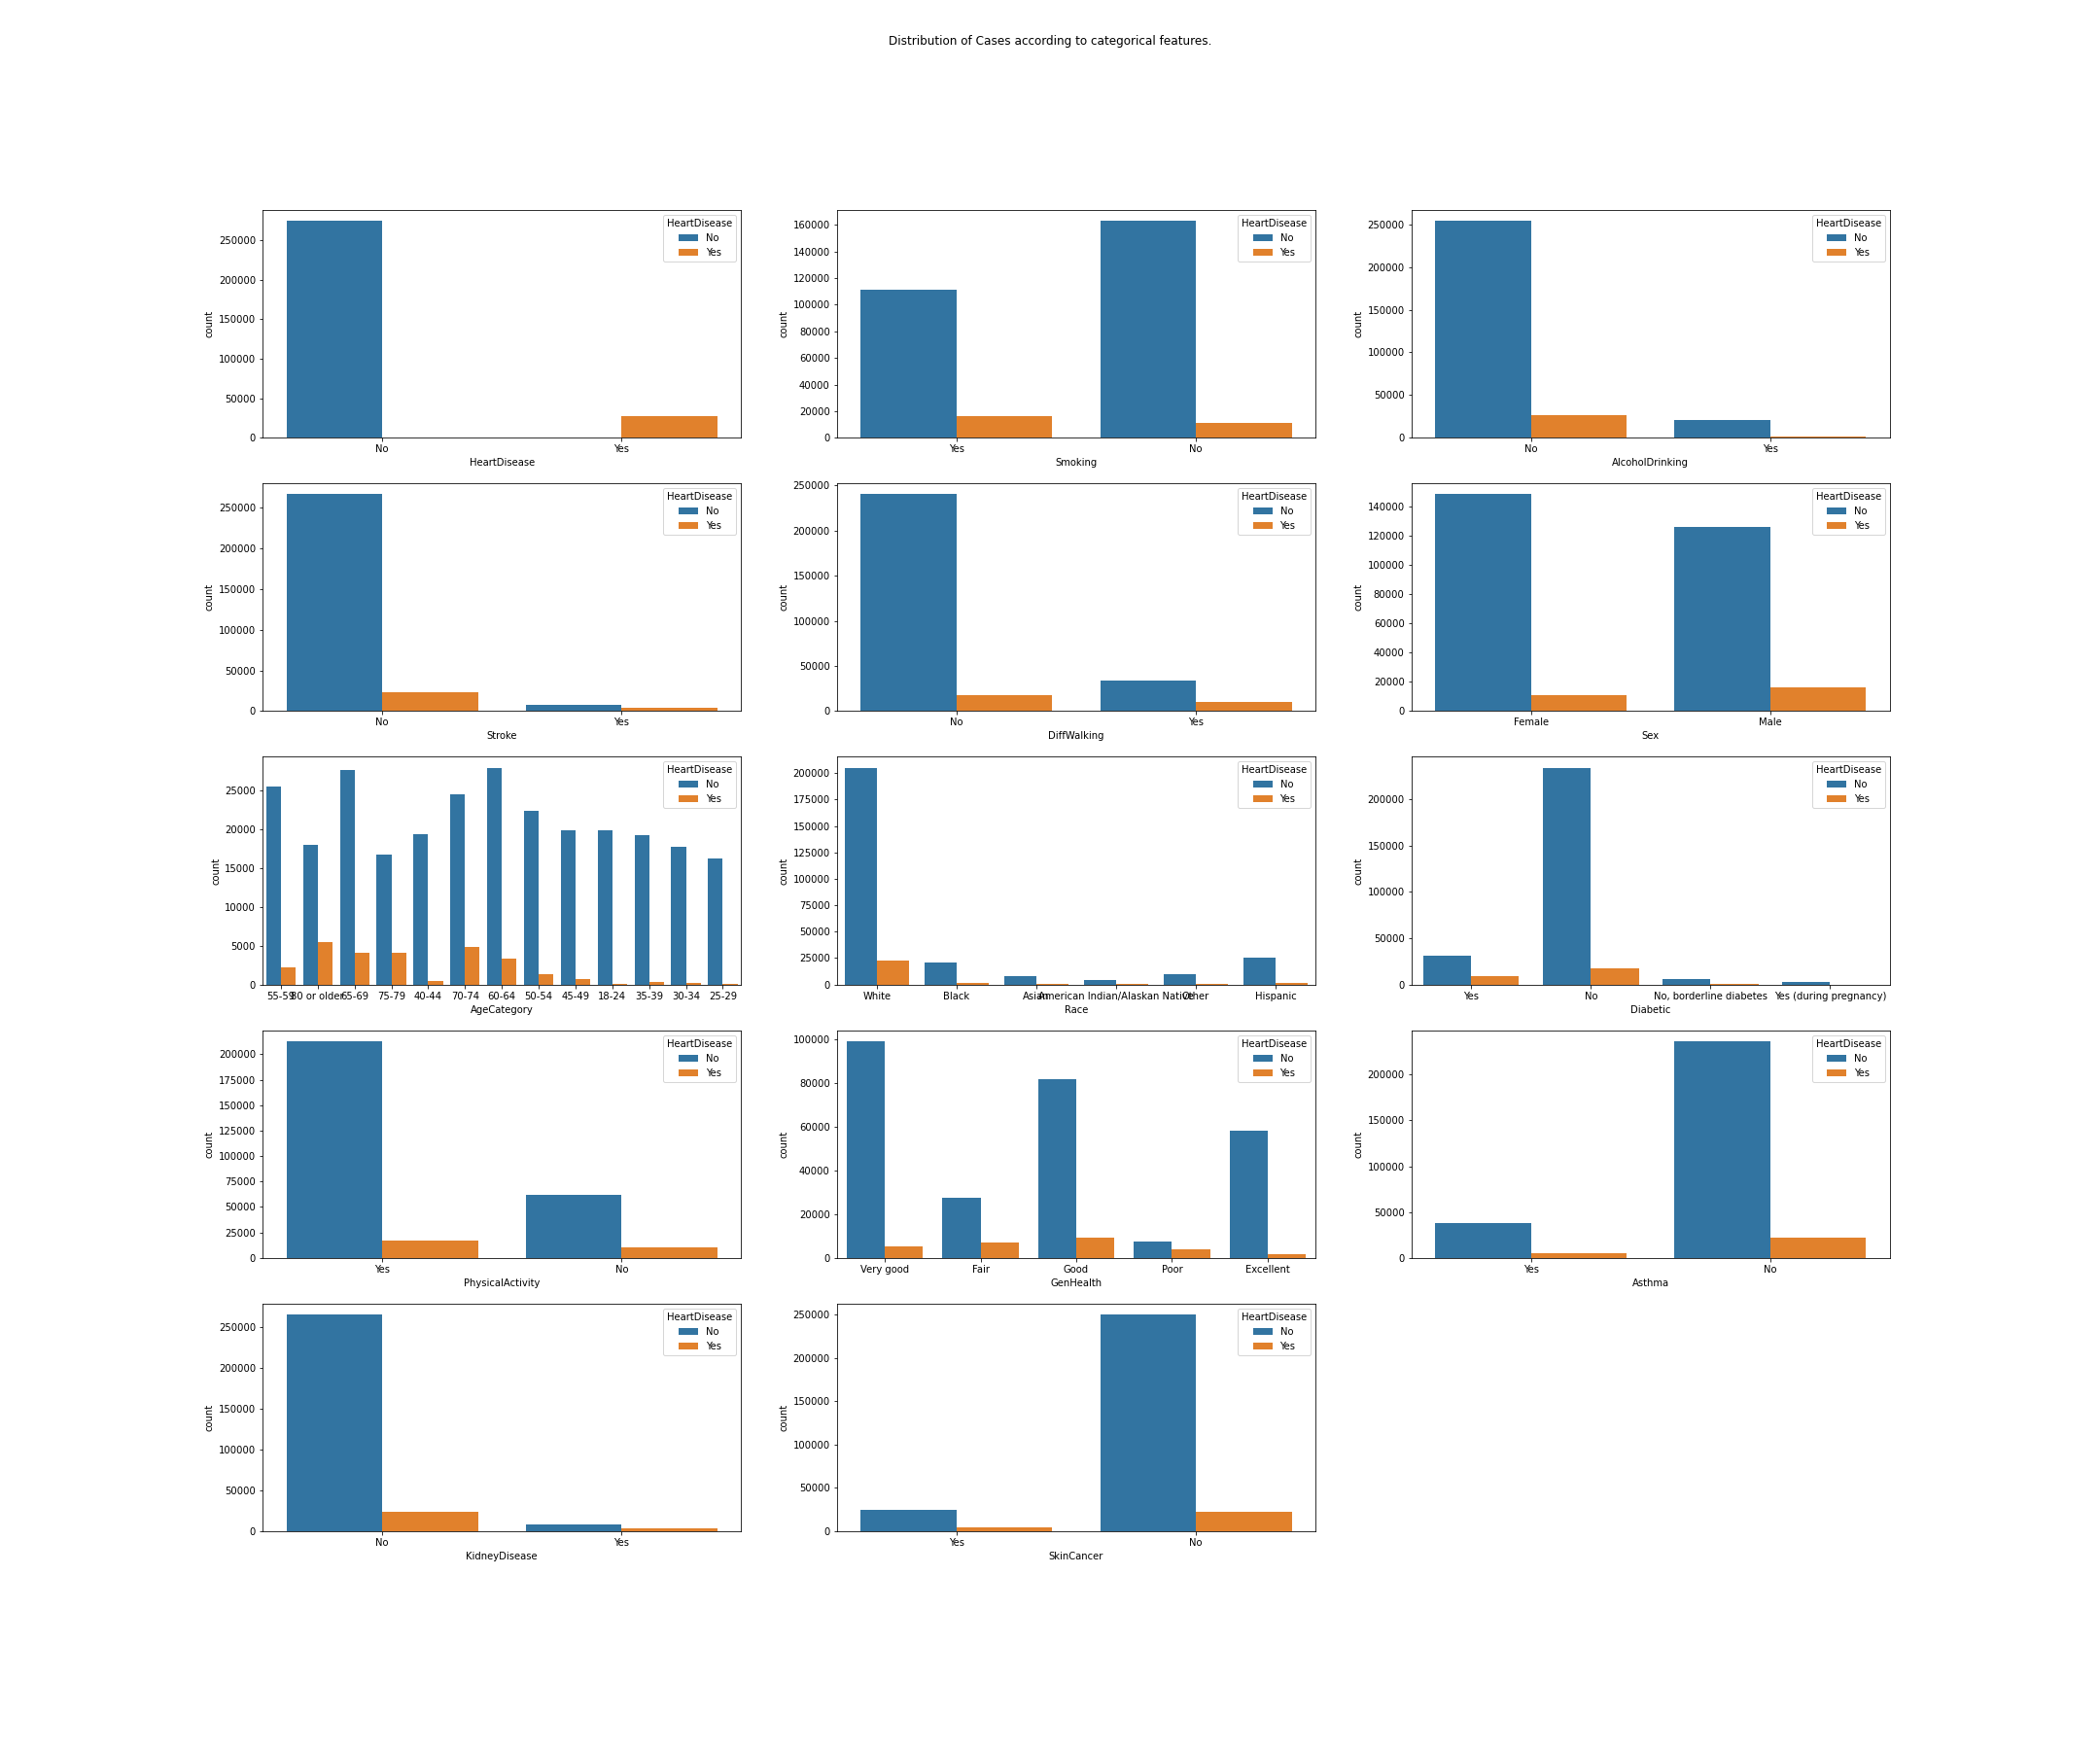 Distribution of Cases according to categorical features.
250000
200000
150000
100000
50000
0
count
No
Yes
HeartDisease
HeartDisease
No
Yes
160000
140000
120000
100000
80000
60000
40000
20000
0
count
Yes
No
Smoking
HeartDisease
No
Yes
250000
200000
150000
100000
50000
0
count
No
Yes
AlcoholDrinking
HeartDisease
No
Yes
250000
200000
150000
100000
50000
0
count
No
Yes
Stroke
HeartDisease
No
Yes
250000
200000
150000
100000
50000
0
count
No
Yes
DiffWalking
HeartDisease
No
Yes
140000
120000
100000
80000
60000
40000
20000
0
count
Female
Male
Sex
HeartDisease
No
Yes
25000
20000
15000
10000
5000
0
count
55-59
80 or older
65-69
75-79
40-44
70-74
60-64
50-54
45-49
18-24
35-39
30-34
25-29
AgeCategory
HeartDisease
No
Yes
200000
175000
150000
125000
100000
75000
50000
25000
0
count
White
Black
Asian
American Indian/Alaskan Native
Other
Hispanic
Race
HeartDisease
No
Yes
200000
150000
100000
50000
0
count
Yes
No
No, borderline diabetes
Yes (during pregnancy)
Diabetic
HeartDisease
No
Yes
200000
175000
150000
125000
100000
75000
50000
25000
0
count
Yes
No
PhysicalActivity
HeartDisease
No
Yes
100000
80000
60000
40000
20000
0
count
Very good
Fair
Good
Poor
Excellent
GenHealth
HeartDisease
No
Yes
200000
150000
100000
50000
0
count
Yes
No
Asthma
HeartDisease
No
Yes
250000
200000
150000
100000
50000
0
count
No
Yes
KidneyDisease
HeartDisease
No
Yes
250000
200000
150000
100000
50000
0
count
Yes
No
SkinCancer
HeartDisease
No
Yes